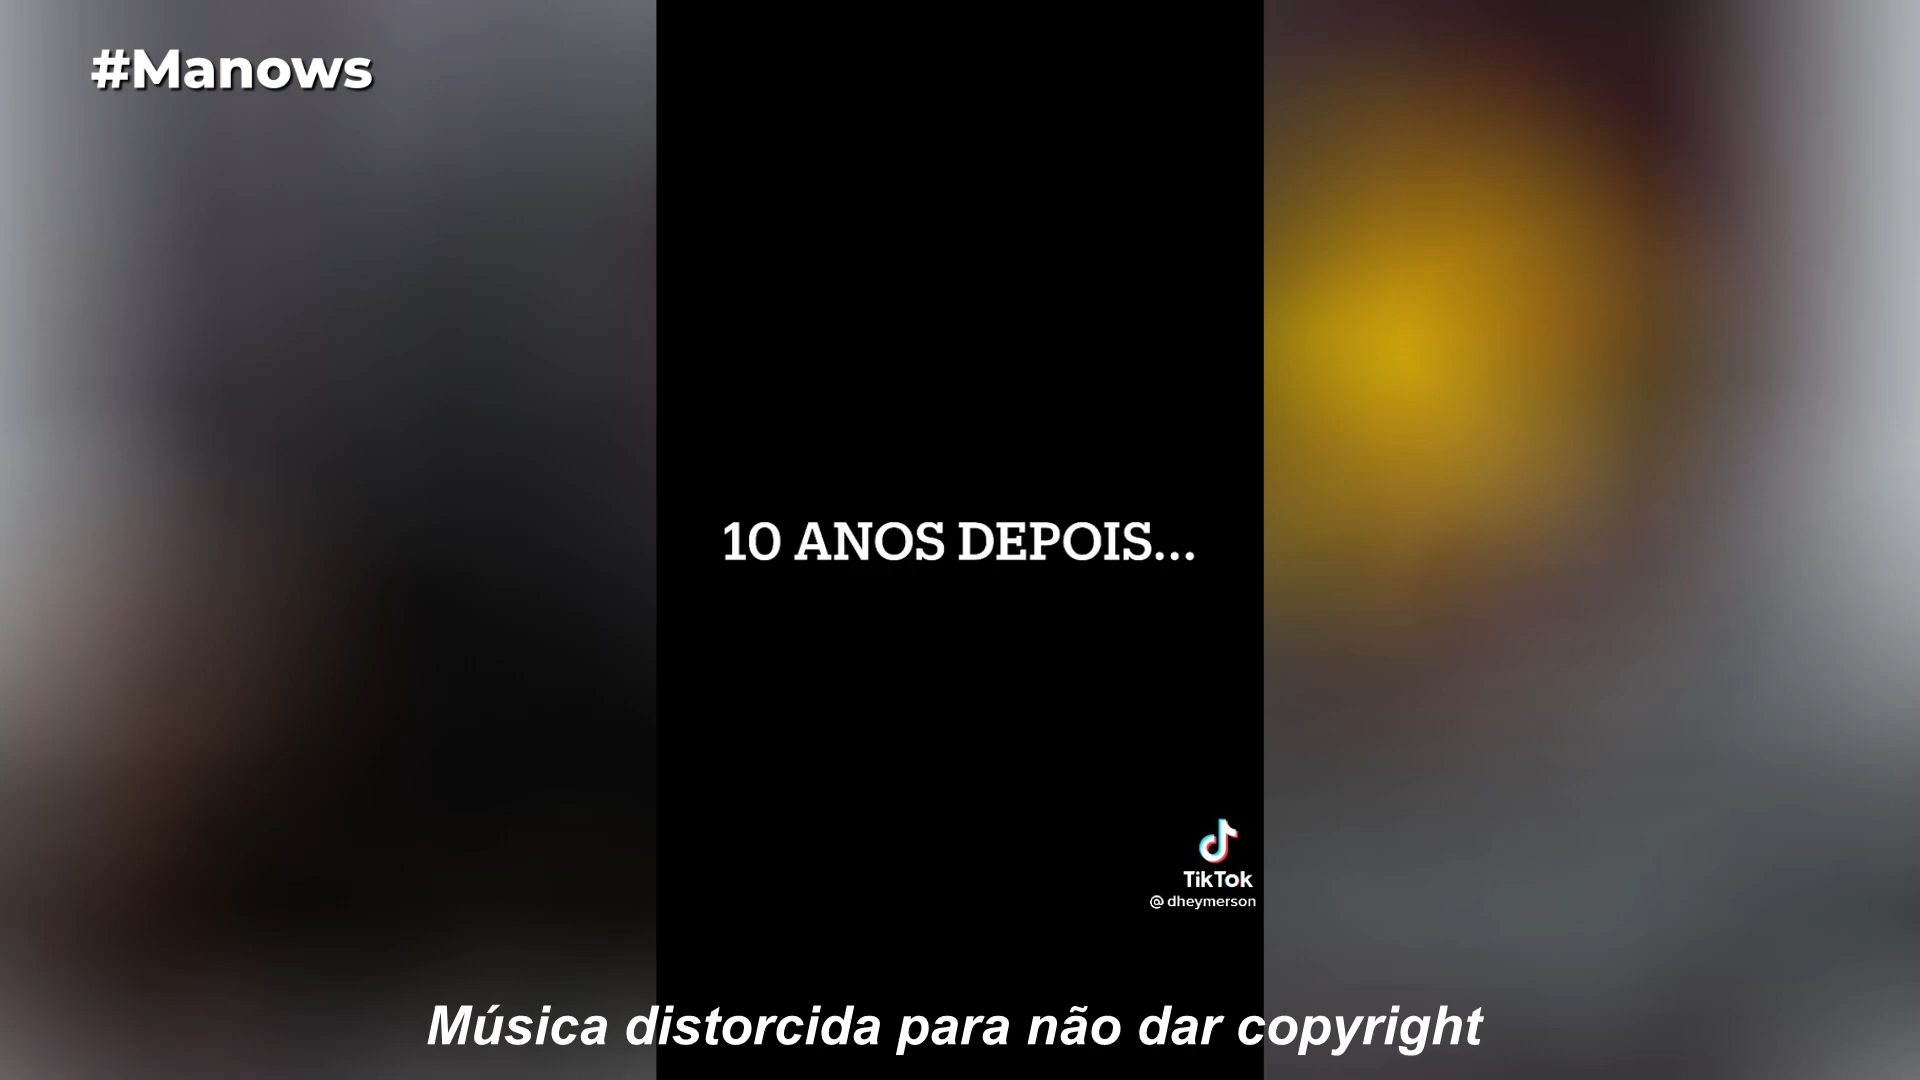 #Manows
10 ANOS DEPOIS...
TikTok
@dheymerson
Música distorcida para não dar copyright